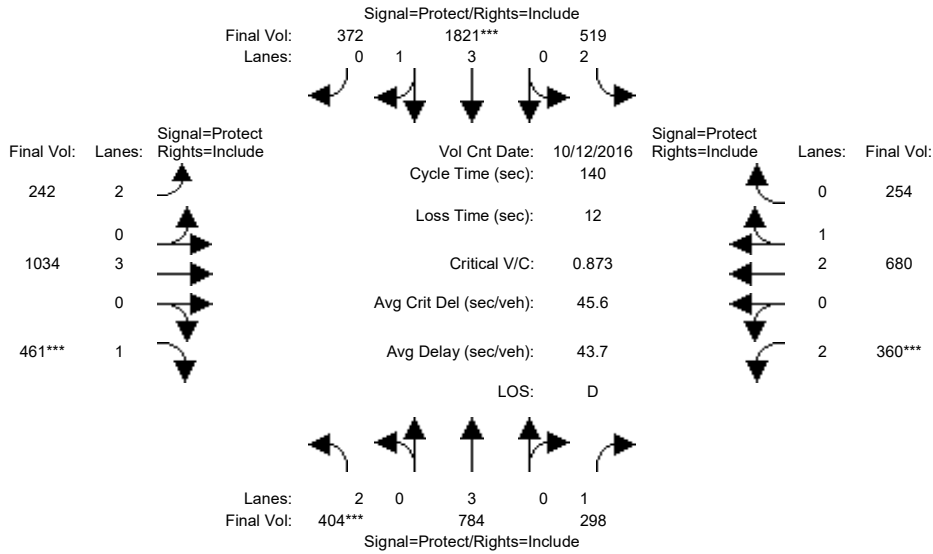 Signal=Protect/Rights=Include
Final Vol: 372 1821*** 519
Lanes: 0 1 3 0 2
Signal=Protect
Final Vol: Lanes: Rights=Include
Vol Cnt Date: 10/12/2016
Signal=Protect
Rights=Include Lanes: Final Vol:
Cycle Time (sec): 140
242 2
0 254
Loss Time (sec): 12
0
1
1034 3
Critical V/C: 0.873
2 680
0
Avg Crit Del (sec/veh): 45.6
0
461*** 1
Avg Delay (sec/veh): 43.7
2 360***
LOS: D
Lanes: 2 0 3 0 1
Final Vol: 404*** 784 298
Signal=Protect/Rights=Include